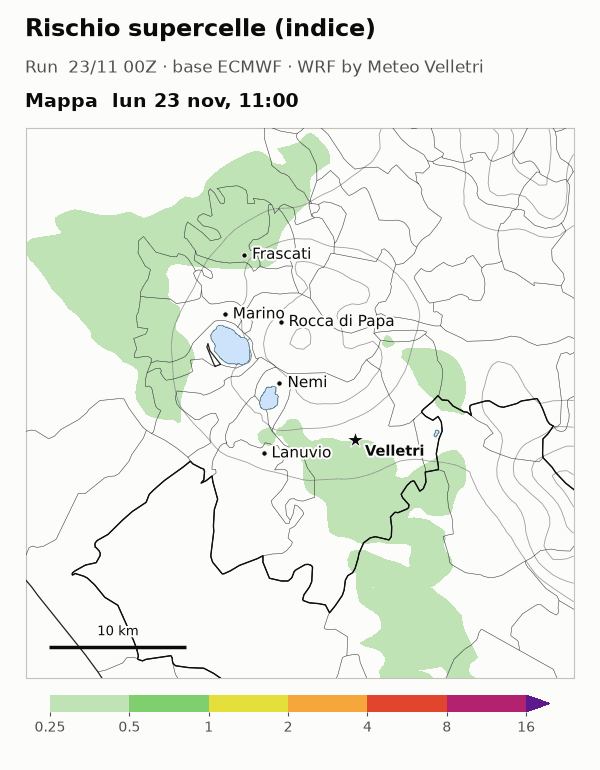 Rischio supercelle (indice)
Run  23/11 00Z · base ECMWF · WRF by Meteo Velletri
Mappa  lun 23 nov, 11:00
Frascati
Marino
Rocca di Papa
Nemi
Velletri
Lanuvio
10 km
0.25 0.5 1 2 4 8 16